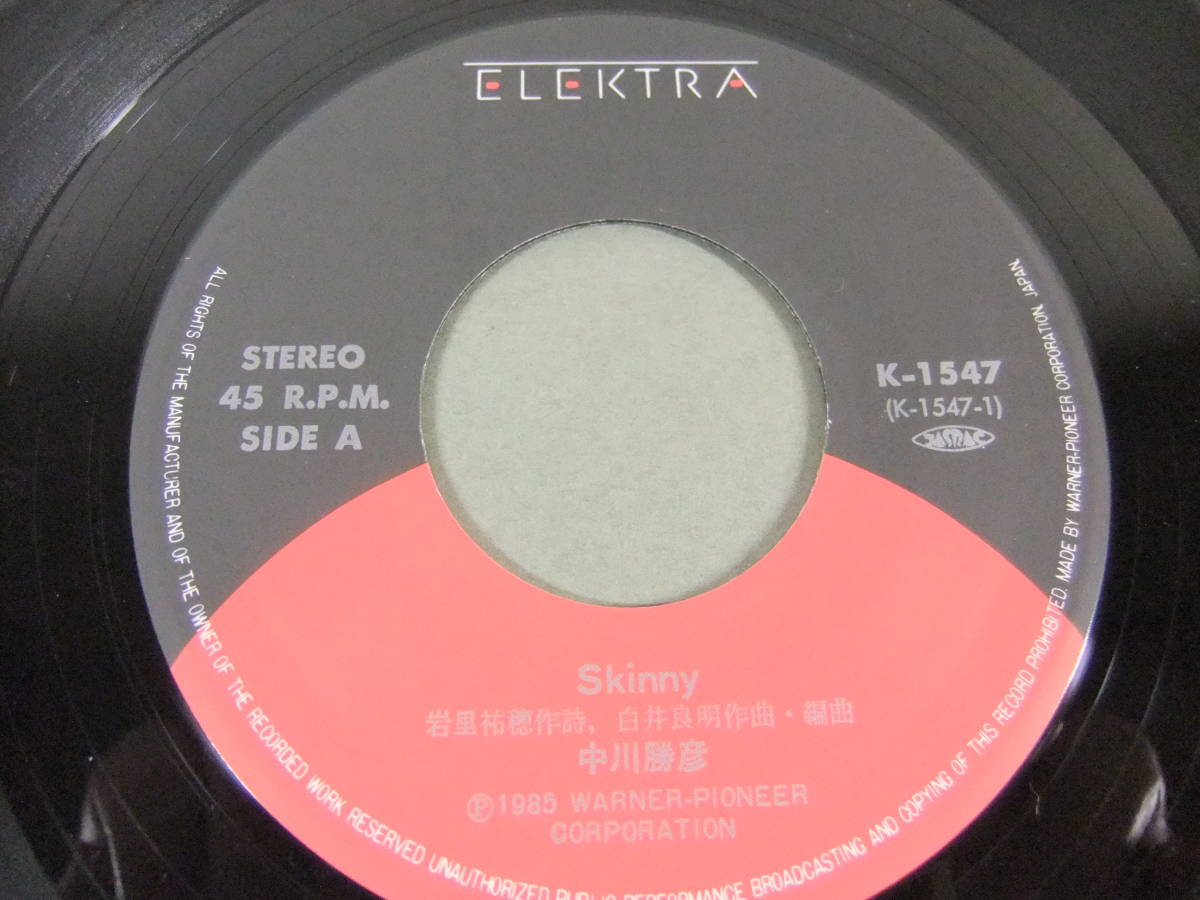 ELEKTRA
STEREO
45 R.P.M.
SIDE A
K-1547
(K-1547-1)
JASRAC
Skinny
岩里祐穂作詩, 白井良明作曲・編曲
中川勝彦
Ⓟ1985 WARNER-PIONEER
CORPORATION
ALL RIGHTS OF THE MANUFACTURER AND OF THE OWNER OF THE RECORDED WORK RESERVED UNAUTHORIZED PUBLIC PERFORMANCE BROADCASTING AND COPYING OF THIS RECORD PROHIBITED. MADE BY WARNER-PIONEER CORPORATION, JAPAN.